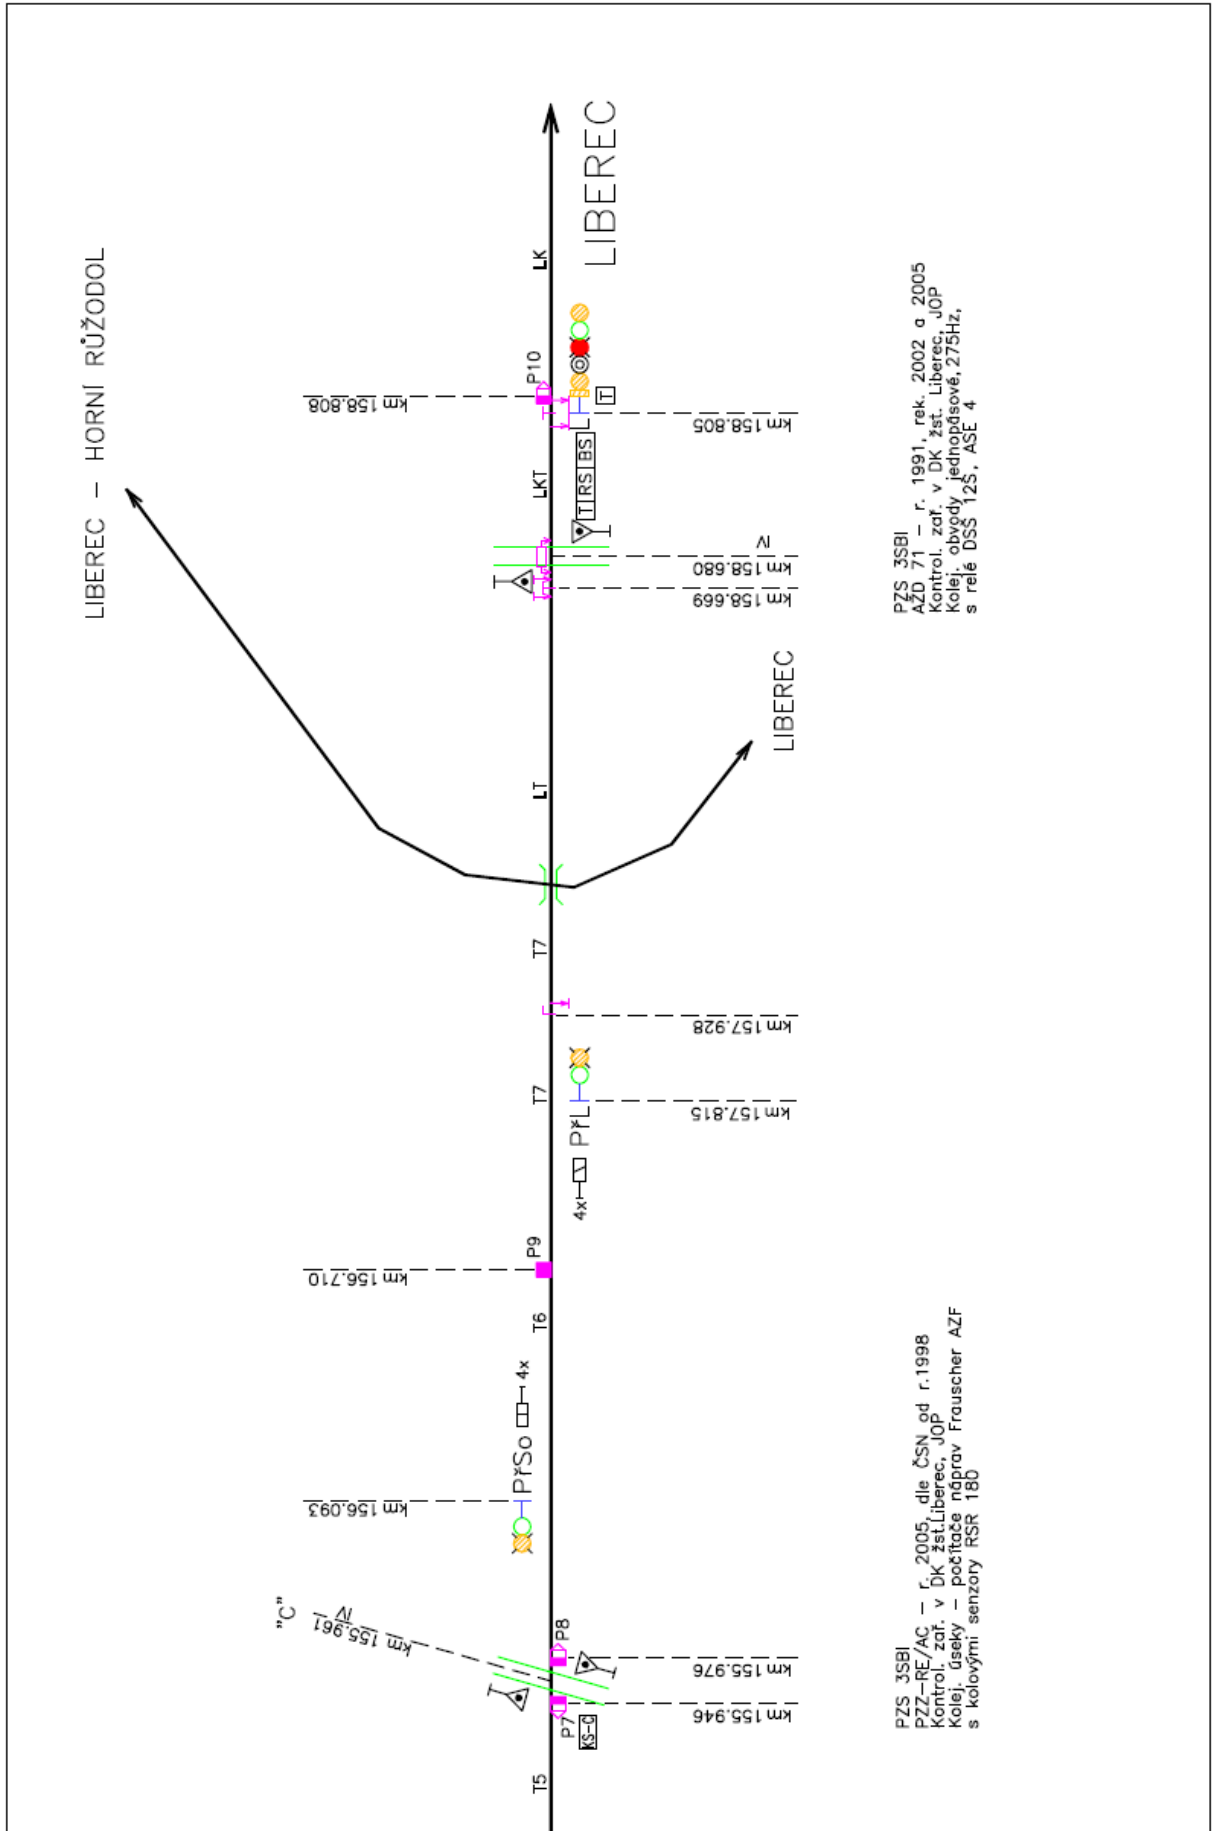 LIBEREC – HORNÍ RŮŽODOL
LIBEREC
LK
P10
km 158.808
T
L
km 158.805
LKT
T RS BS
IV
km 158.680
km 158.669
PZS 3SBI
AŽD 71 – r. 1991, rek. 2002 a 2005
Kontrol. zař. v DK žst. Liberec, JOP
Kolej. obvody jednopásové, 275Hz,
s relé DSŠ 12S, ASE 4
LIBEREC
LT
T7
km 157.928
T7
PřL
km 157.815
4x
P9
km 156.710
T6
4x
PřSo
km 156.093
"C"
IV
km 155.961
P8
km 155.976
P7
KS-C
km 155.946
T5
PZS 3SBI
PZZ–RE/AC – r. 2005, dle ČSN od r.1998
Kontrol. zař. v DK žst.Liberec, JOP
Kolej. úseky – počítače náprav Frauscher AZF
s kolovými senzory RSR 180